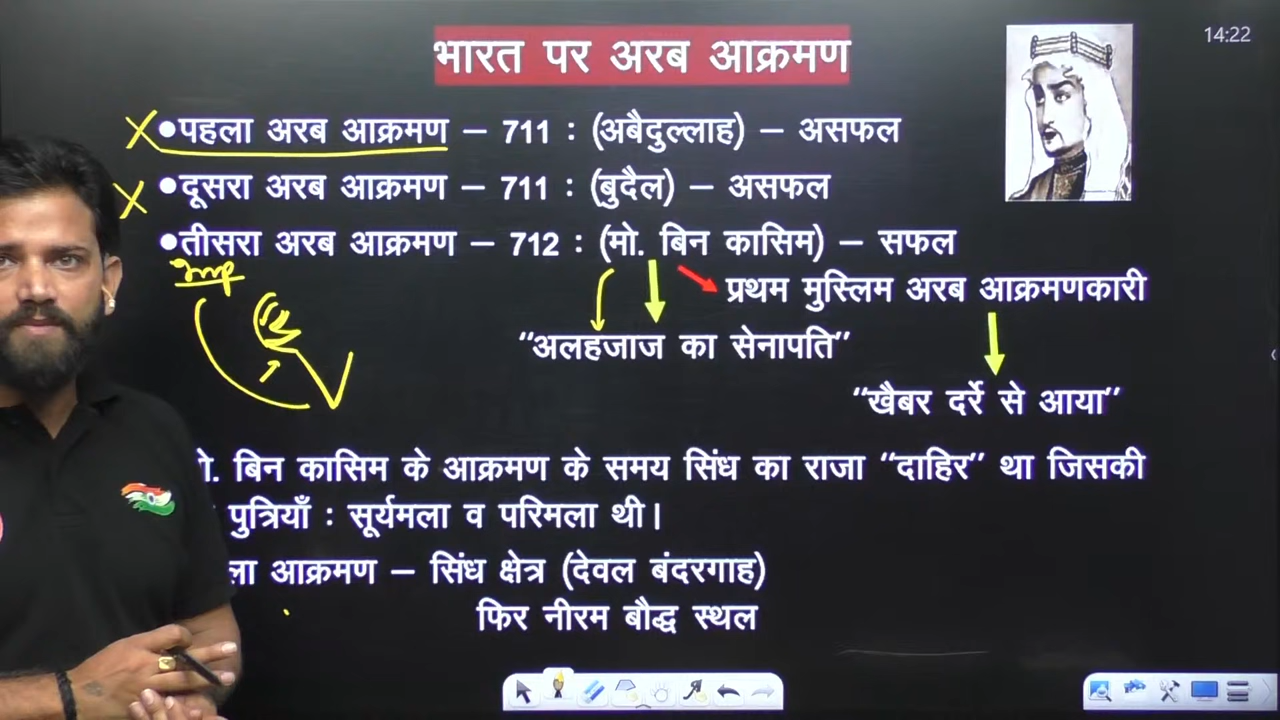 भारत पर अरब आक्रमण
14:22
•पहला अरब आक्रमण – 711 : (अबैदुल्लाह) – असफल
•दूसरा अरब आक्रमण – 711 : (बुदैल) – असफल
•तीसरा अरब आक्रमण – 712 : (मो. बिन कासिम) – सफल
Imp
प्रथम मुस्लिम अरब आक्रमणकारी
“अलहजाज का सेनापति”
“खैबर दर्रे से आया”
बिन कासिम के आक्रमण के समय सिंध का राजा “दाहिर” था जिसकी
पुत्रियाँ : सूर्यमला व परिमला थी।
आक्रमण – सिंध क्षेत्र (देवल बंदरगाह)
फिर नीरम बौद्ध स्थल